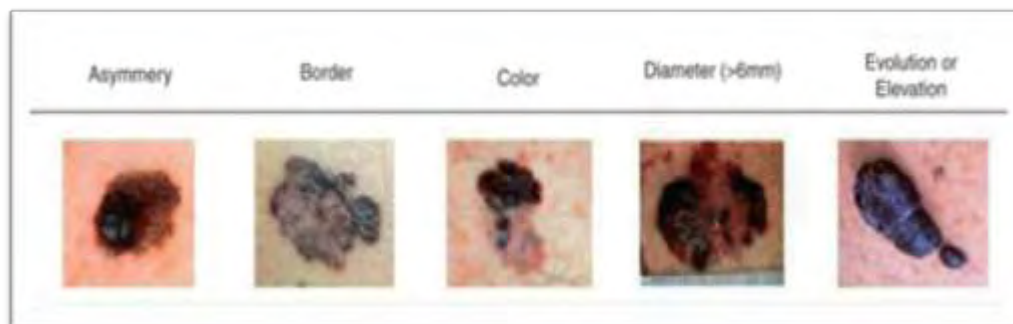 Asymmery
Border
Color
Diameter (>6mm)
Evolution or
Elevation